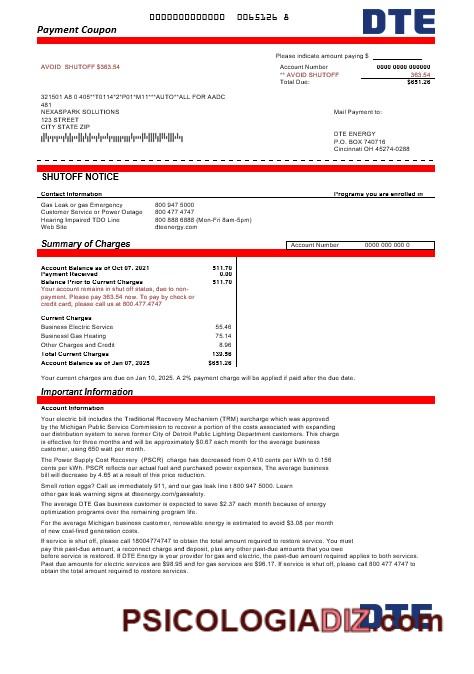 0000000000000 0065126 8
Payment Coupon
DTE
Please indicate amount paying $
AVOID SHUTOFF $363.54
Account Number 0000 0000 000000
** AVOID SHUTOFF 363.54
Total Due: $651.26
321501 A8 0 405**T0114*2*P01*M11****AUTO**ALL FOR AADC
481
NEXASPARK SOLUTIONS
123 STREET
CITY STATE ZIP
Mail Payment to:
DTE ENERGY
P.O. BOX 740716
Cincinnati OH 45274-0288
SHUTOFF NOTICE
Contact Information Programs you are enrolled in
Gas Leak or gas Emergency 800 947 5000
Customer Service or Power Outage 800.477.4747
Hearing Impaired TDO Line 800 888 6888 (Mon-Fri 8am-5pm)
Web Site dteenergy.com
Summary of Charges
Account Number 0000 000 000 0
Account Balance as of Oct 07, 2021 511.70
Payment Received 0.00
Balance Prior to Current Charges $11.70
Your account remains in shut off status, due to non-
payment. Please pay 363.54 now. To pay by check or
credit card, please call us at 800.477.4747
Current Charges
Business Electric Service 55.46
Businessl Gas Heating 75.14
Other Charges and Credit 8.96
Total Current Charges 139.56
Account Balance as of Jan 07, 2025 $651.26
Your current charges are due on Jan 10, 2025. A 2% payment charge will be applied if paid after the due date.
Important Information
Account Information
Your electric bill includes the Traditional Recovery Mechanism (TRM) surcharge which was approved
by the Michigan Public Service Commission to recover a portion of the costs associated with expanding
our distribution system to serve former City of Detroit Public Lighting Department customers. This charge
is effective for three months and will be approximately $0.67 each month for the average business
customer, using 650 watt per month.
The Power Supply Cost Recovery (PSCR) charge has decreased from 0.410 cents per kWh to 0.156
cents per kWh. PSCR reflects our actual fuel and purchased power expenses, The average business
bill will decrease by 4.65 at a result of this price reduction.
Smell rotten eggs? Call us immediately 911, and our gas leak line t 800 947 5000. Learn
other gas leak warning signs at dteenergy.com/gassafety.
The average DTE Gas business customer is expected to save $2.37 each month because of energy
optimization programs over the remaining program life.
For the average Michigan business customer, renewable energy is estimated to avoid $3.08 per month
of new coal-fired generation costs.
If service is shut off, please call 18004774747 to obtain the total amount required to restore service. You must
pay this past-due amount, a reconnect charge and deposit, plus any other past-due amounts that you owe
before service is restored. If DTE Energy is your provider for gas and electric, the past-due amount required applies to both services.
Past due amounts for electric services are $98.95 and for gas services are $96.17. If service is shut off, please call 800.477 4747 to
obtain the total amount required to restore services.
DTE
PSICOLOGIADIZ.com